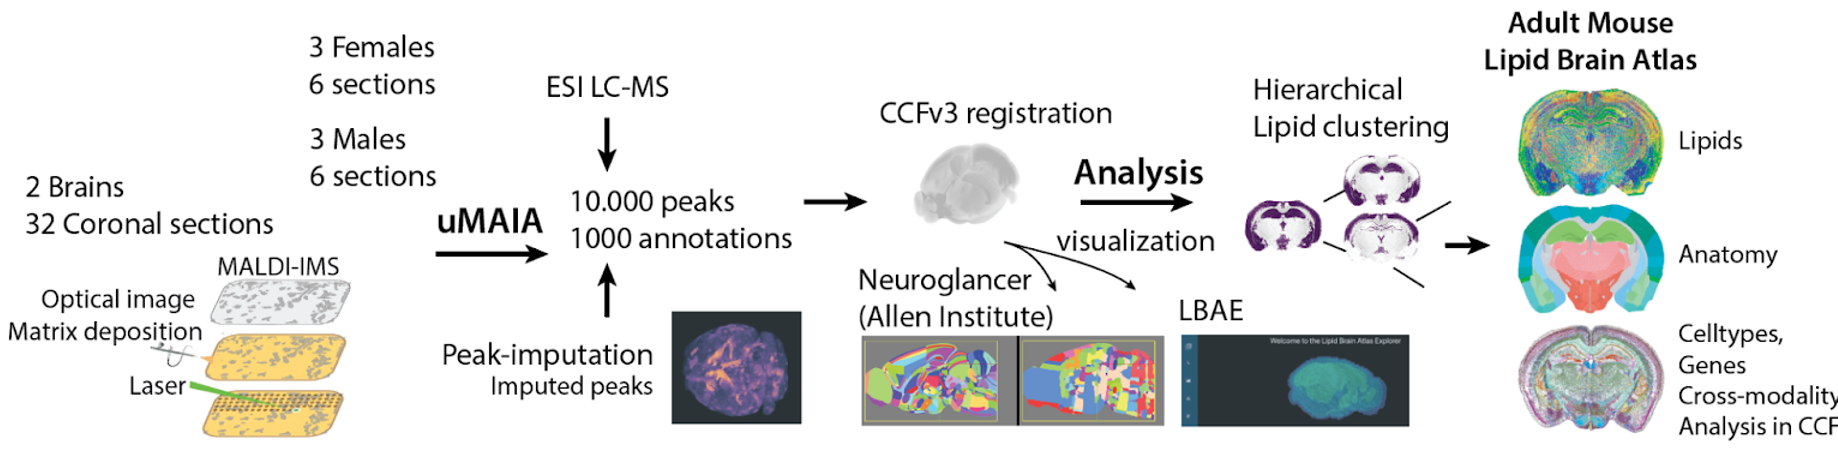 3 Females
6 sections
3 Males
6 sections
2 Brains
32 Coronal sections
MALDI-IMS
Optical image
Matrix deposition
Laser
uMAIA
ESI LC-MS
10.000 peaks
1000 annotations
Peak-imputation
Imputed peaks
CCFv3 registration
Neuroglancer
(Allen Institute)
Analysis
visualization
LBAE
Welcome to the Lipid Brain Atlas Explorer
Hierarchical
Lipid clustering
Adult Mouse
Lipid Brain Atlas
Lipids
Anatomy
Celltypes,
Genes
Cross-modality
Analysis in CCF